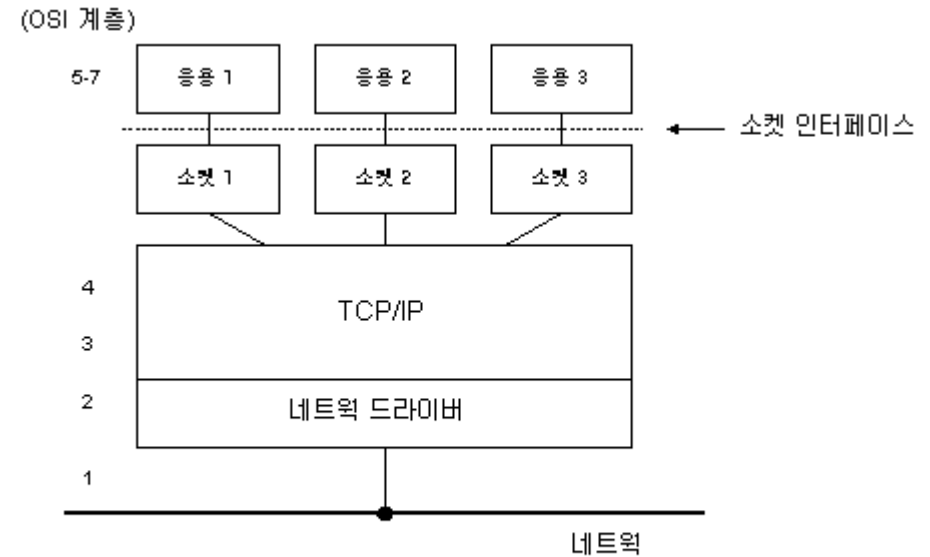 (OSI 계층)
5-7
응용 1
응용 2
응용 3
소켓 인터페이스
소켓 1
소켓 2
소켓 3
4
TCP/IP
3
2
네트웍 드라이버
1
네트웍